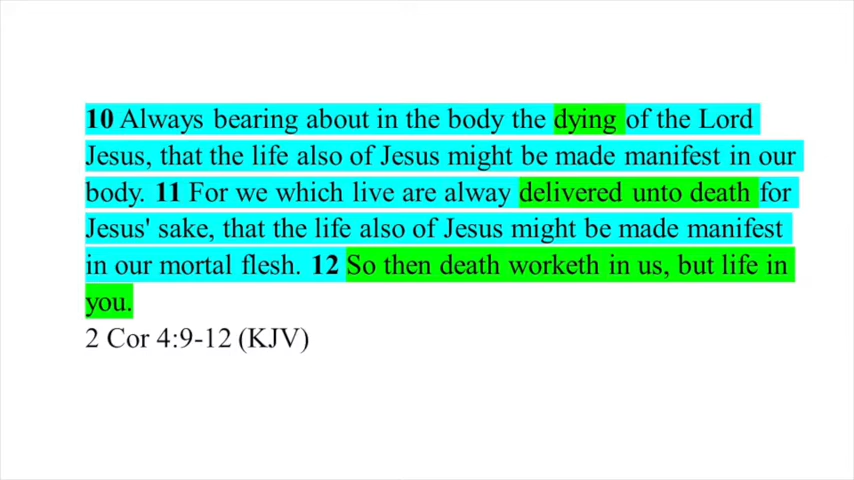 10 Always bearing about in the body the dying of the Lord
Jesus, that the life also of Jesus might be made manifest in our
body. 11 For we which live are alway delivered unto death for
Jesus' sake, that the life also of Jesus might be made manifest
in our mortal flesh. 12 So then death worketh in us, but life in
you.
2 Cor 4:9-12 (KJV)